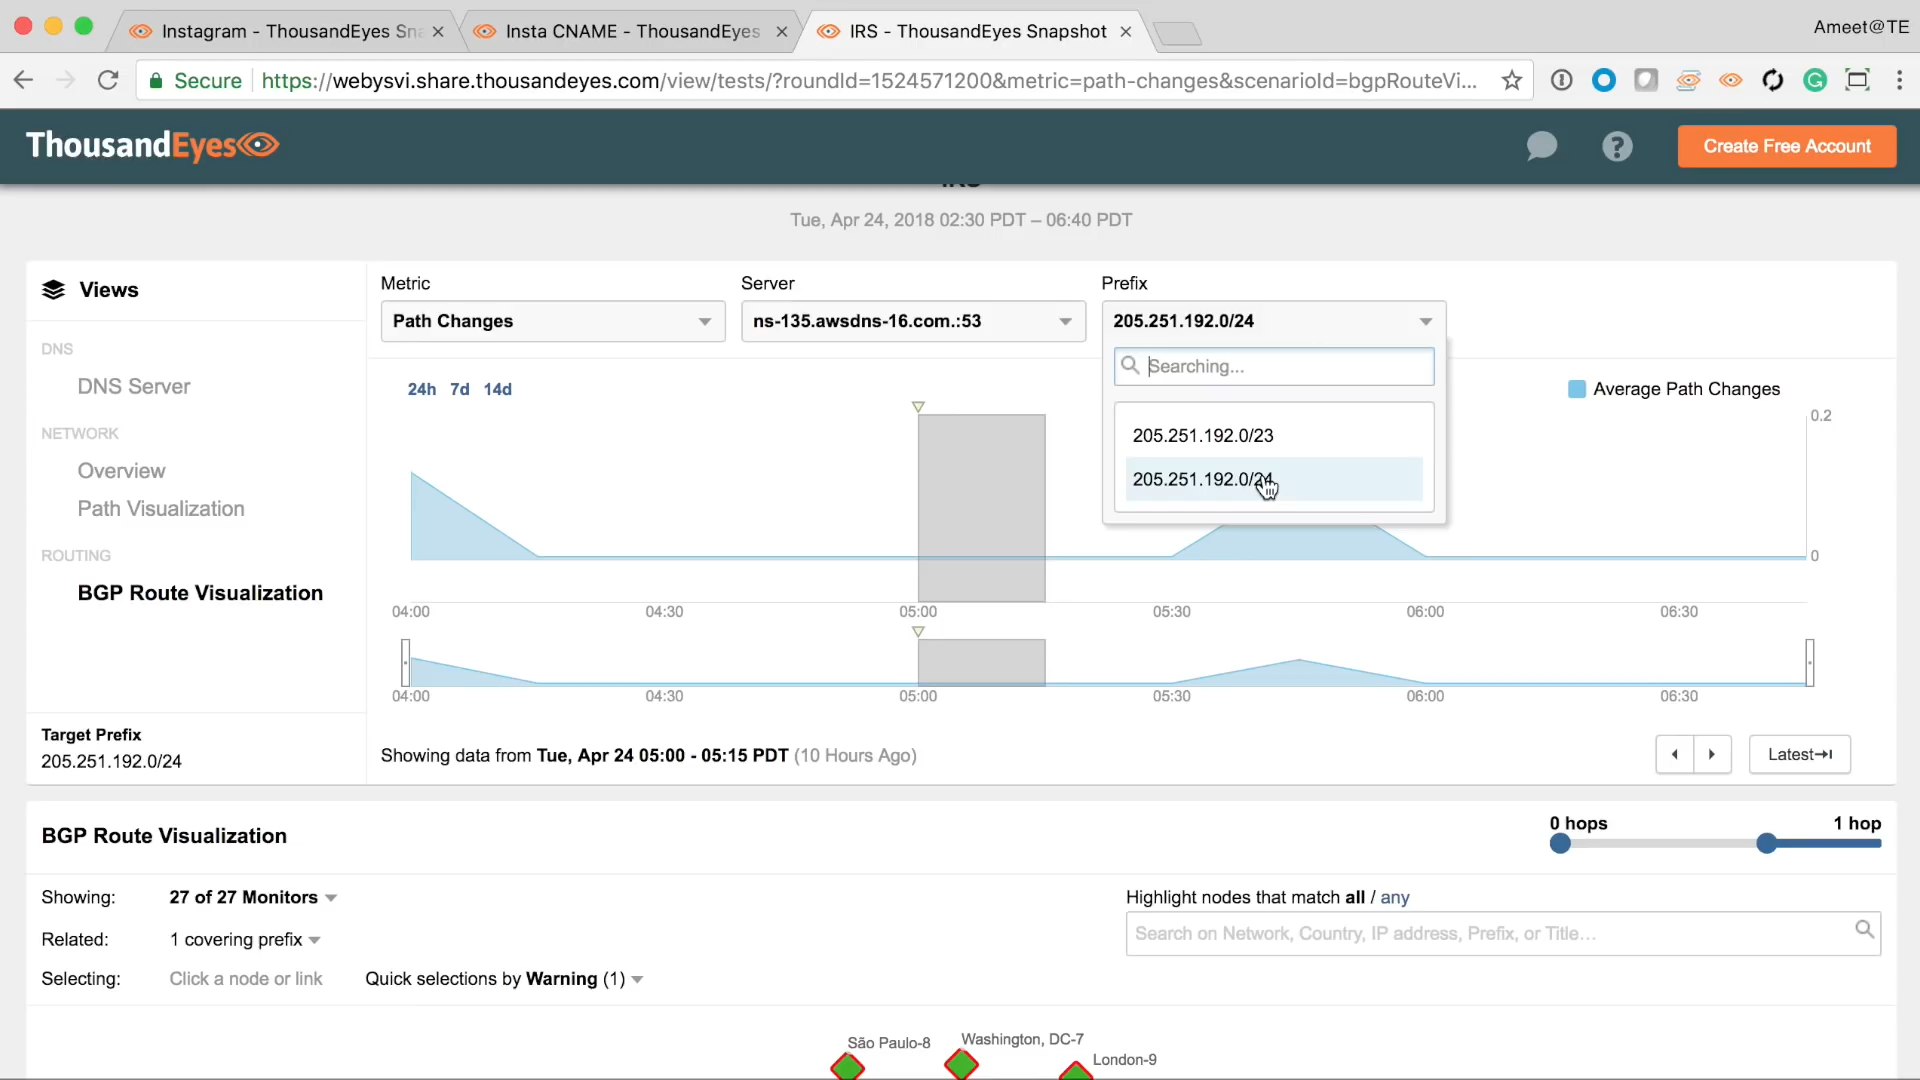 Instagram - ThousandEyes Sna
Insta CNAME - ThousandEyes
IRS - ThousandEyes Snapshot
Ameet@TE
Secure
https://webysvi.share.thousandeyes.com/view/tests/?roundId=1524571200&metric=path-changes&scenarioId=bgpRouteVi...
ThousandEyes
Create Free Account
IRS
Tue, Apr 24, 2018 02:30 PDT – 06:40 PDT
Views
DNS
DNS Server
NETWORK
Overview
Path Visualization
ROUTING
BGP Route Visualization
Target Prefix
205.251.192.0/24
Metric
Path Changes
Server
ns-135.awsdns-16.com.:53
Prefix
205.251.192.0/24
Searching...
205.251.192.0/23
205.251.192.0/24
24h 7d 14d
Average Path Changes
0.2
0
04:00 04:30 05:00 05:30 06:00 06:30
04:00 04:30 05:00 05:30 06:00 06:30
Showing data from Tue, Apr 24 05:00 - 05:15 PDT (10 Hours Ago)
Latest
BGP Route Visualization
0 hops
1 hop
Showing: 27 of 27 Monitors
Related: 1 covering prefix
Selecting: Click a node or link Quick selections by Warning (1)
Highlight nodes that match all / any
Search on Network, Country, IP address, Prefix, or Title...
São Paulo-8
Washington, DC-7
London-9